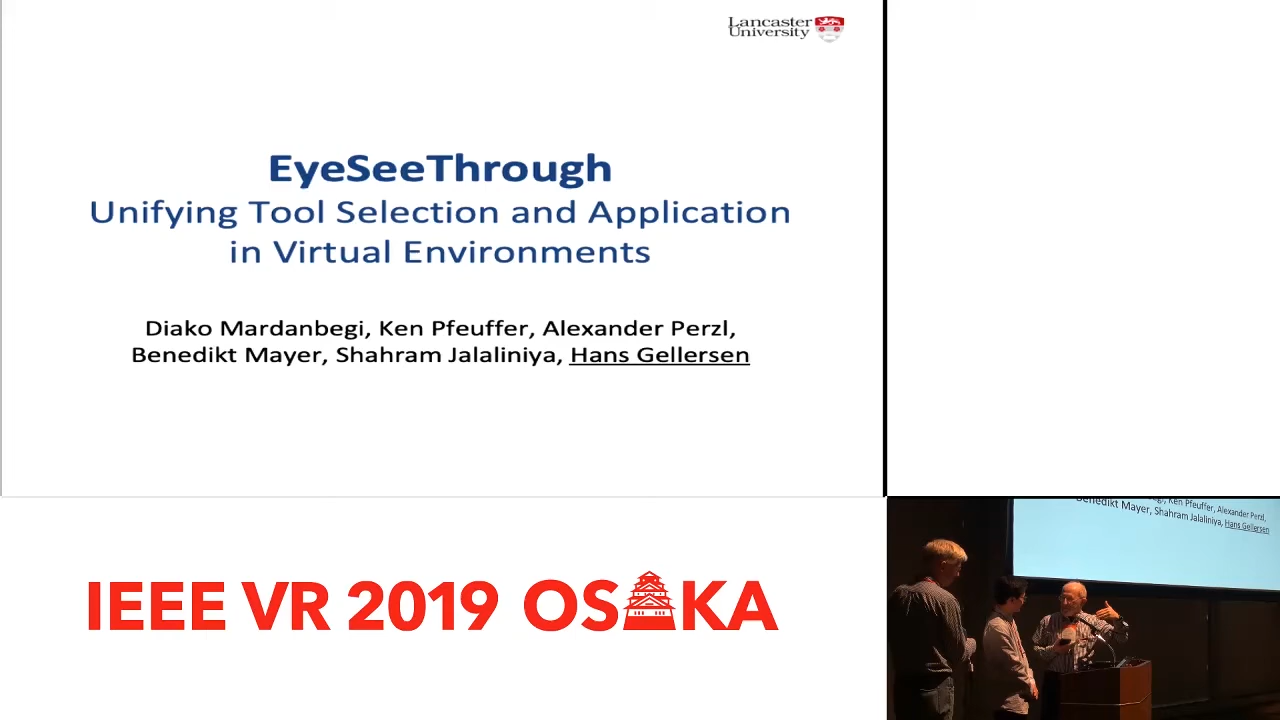 Lancaster
University
EyeSeeThrough
Unifying Tool Selection and Application
in Virtual Environments
Diako Mardanbegi, Ken Pfeuffer, Alexander Perzl,
Benedikt Mayer, Shahram Jalaliniya, Hans Gellersen
IEEE VR 2019 OSAKA
Ken Pfeuffer, Alexander Perzl,
Benedikt Mayer, Shahram Jalaliniya, Hans Gellersen